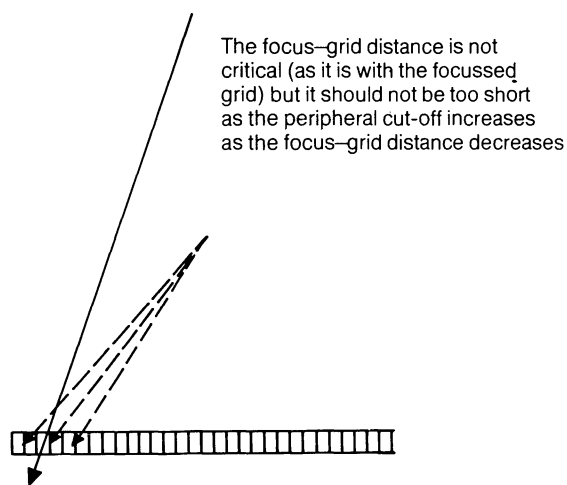 The focus–grid distance is not
critical (as it is with the focussed
grid) but it should not be too short
as the peripheral cut-off increases
as the focus–grid distance decreases